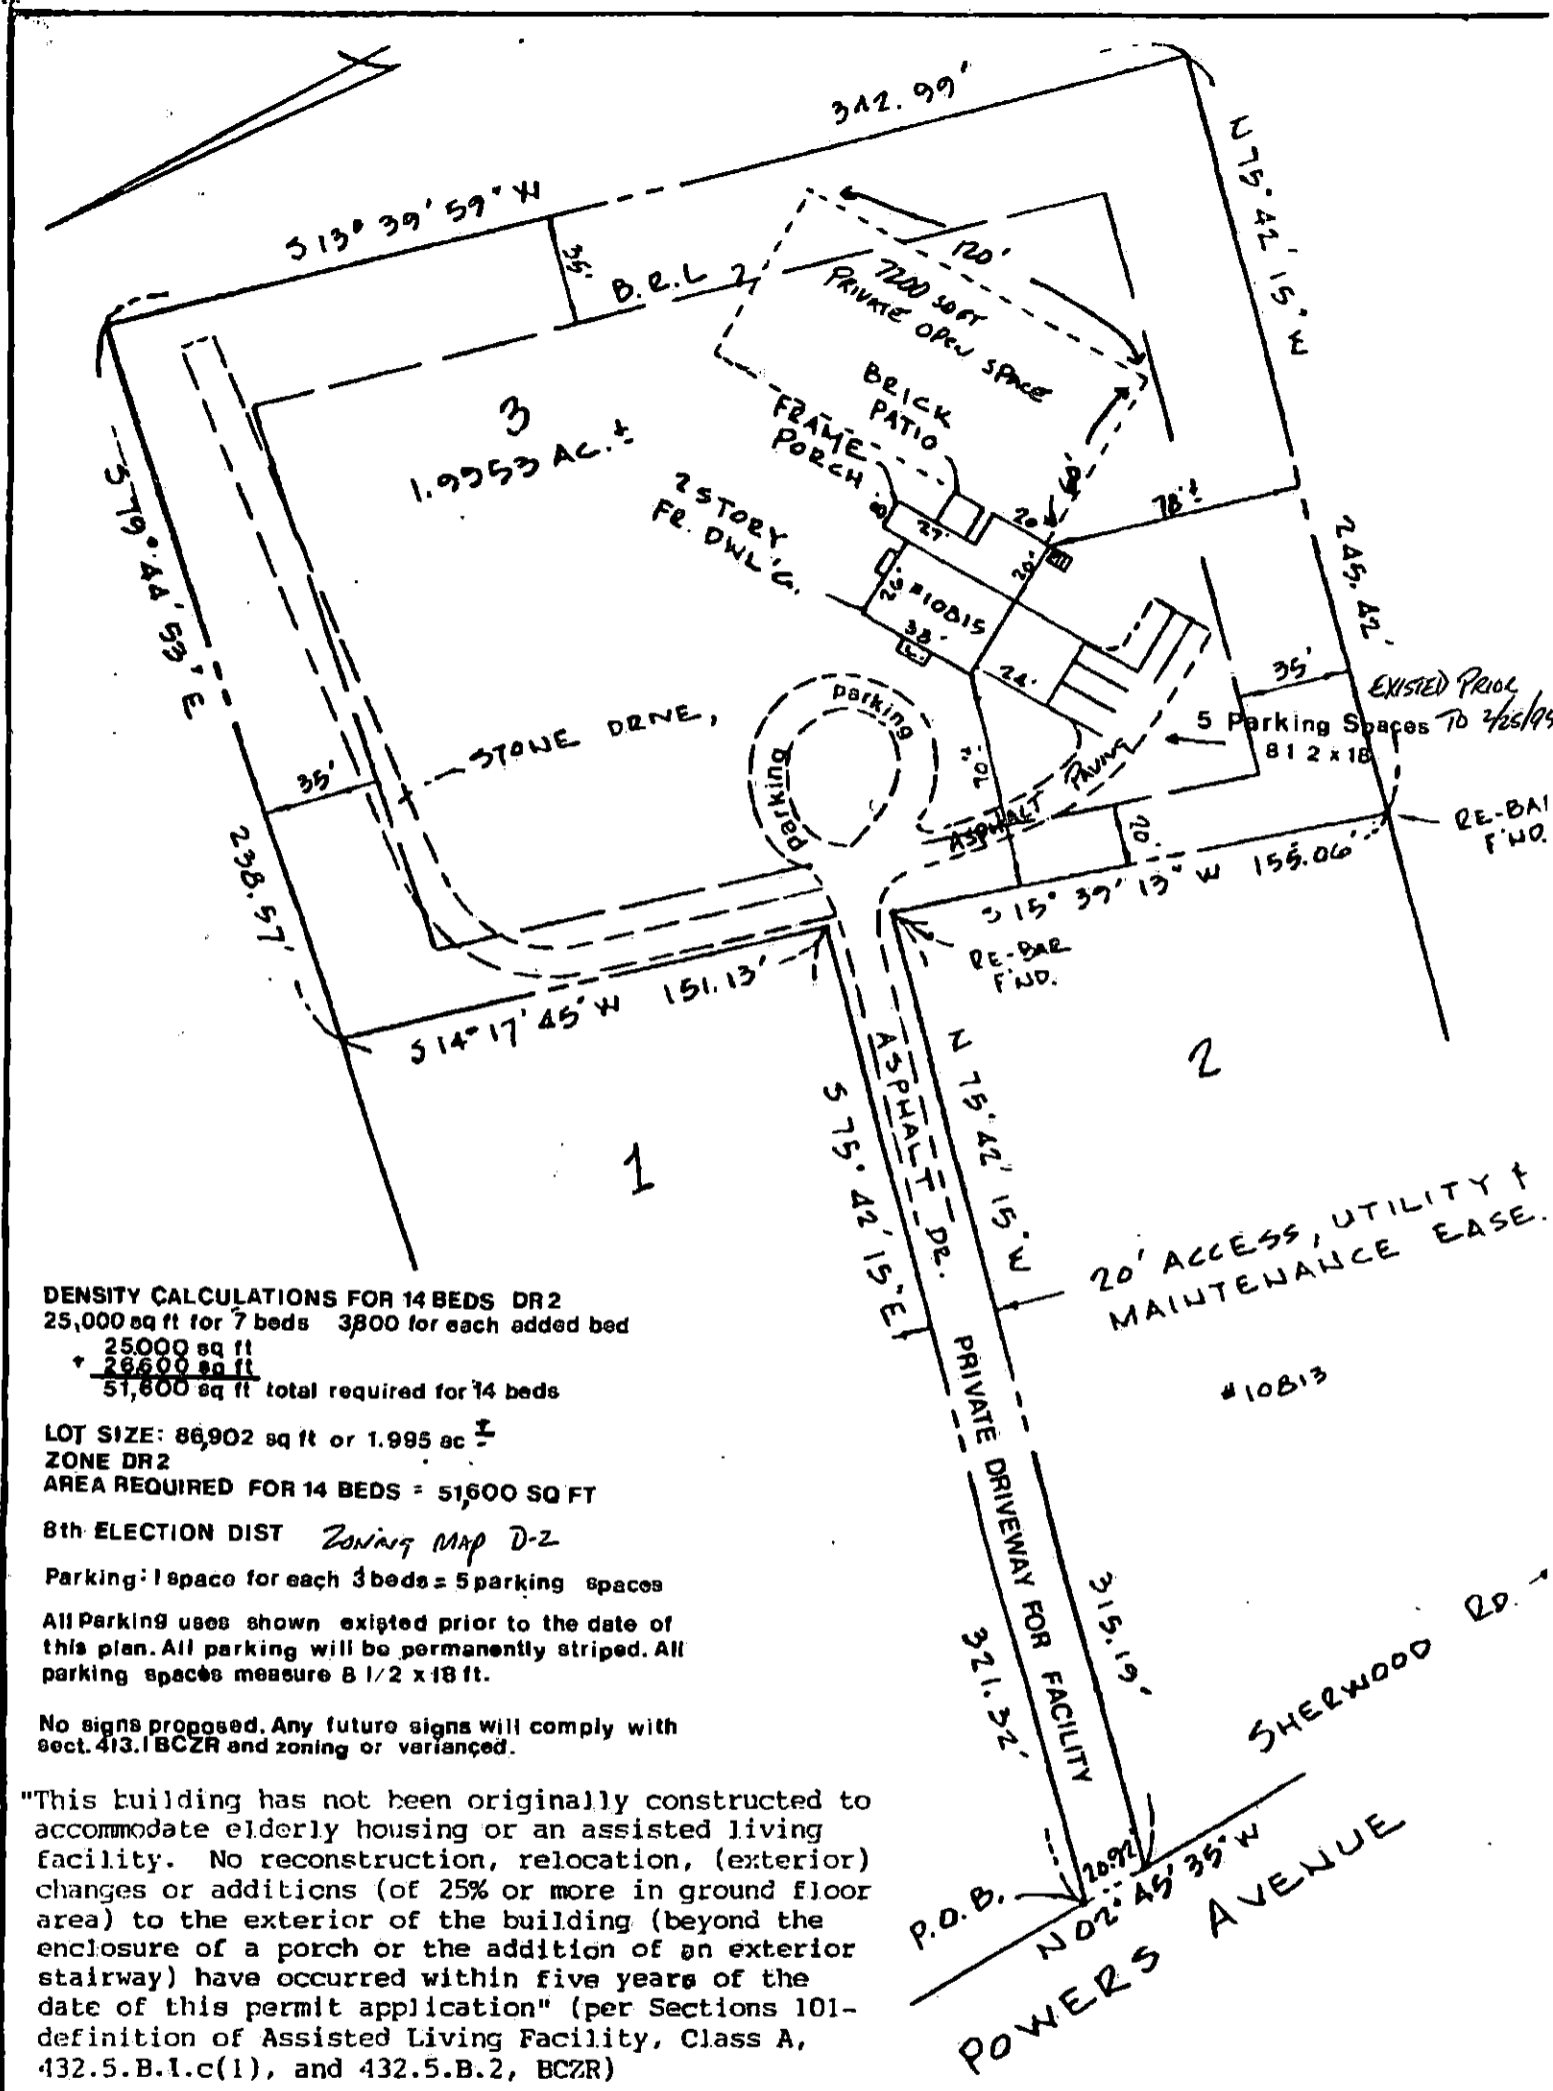 342.99'
S 13° 39' 59" W
N 75° 42' 15" W
35'
B.R.L
120'
7200 SQ FT
PRIVATE OPEN SPACE
BRICK
PATIO
FRAME
PORCH
3
1.9953 AC. ±
2 STORY
FR. DWL'G.
8'
27'
20'
20'
78'±
26'
#10815
38'
24'
S 79° 44' 53" E
245.42'
35'
EXISTED PRIOR
5 Parking Spaces TO 2/25/95
8 1 2 x 18
parking
parking
STONE DRIVE,
70'±
ASPHALT PAVING
20'
35'
238.57'
RE-BAR
F'ND.
S 15° 39' 13" W 155.06'
RE-BAR
F'ND.
S 14° 17' 45" W 151.13'
ASPHALT DR.
N 75° 42' 15" W
S 75° 42' 15" E
1
2
20' ACCESS, UTILITY &
MAINTENANCE EASE.
#10813
DENSITY CALCULATIONS FOR 14 BEDS DR2
25,000 sq ft for 7 beds 3,800 for each added bed
25000 sq ft
+ 26600 sq ft
51,600 sq ft total required for 14 beds
LOT SIZE: 86,902 sq ft or 1.995 ac ±
ZONE DR2
AREA REQUIRED FOR 14 BEDS = 51,600 SQ FT
8th ELECTION DIST Zoning MAP D-2
Parking: 1 space for each 3 beds = 5 parking spaces
All Parking uses shown existed prior to the date of
this plan. All parking will be permanently striped. All
parking spaces measure 8 1/2 x 18 ft.
No signs proposed. Any future signs will comply with
sect. 413.1 BCZR and zoning or varianced.
PRIVATE DRIVEWAY FOR FACILITY
315.19'
321.32'
SHERWOOD RD.
20.92'
P.O.B.
N 02° 45' 35" W
POWERS AVENUE
"This building has not been originally constructed to
accommodate elderly housing or an assisted living
facility. No reconstruction, relocation, (exterior)
changes or additions (of 25% or more in ground floor
area) to the exterior of the building (beyond the
enclosure of a porch or the addition of an exterior
stairway) have occurred within five years of the
date of this permit application" (per Sections 101-
definition of Assisted Living Facility, Class A,
432.5.B.1.c(1), and 432.5.B.2, BCZR)